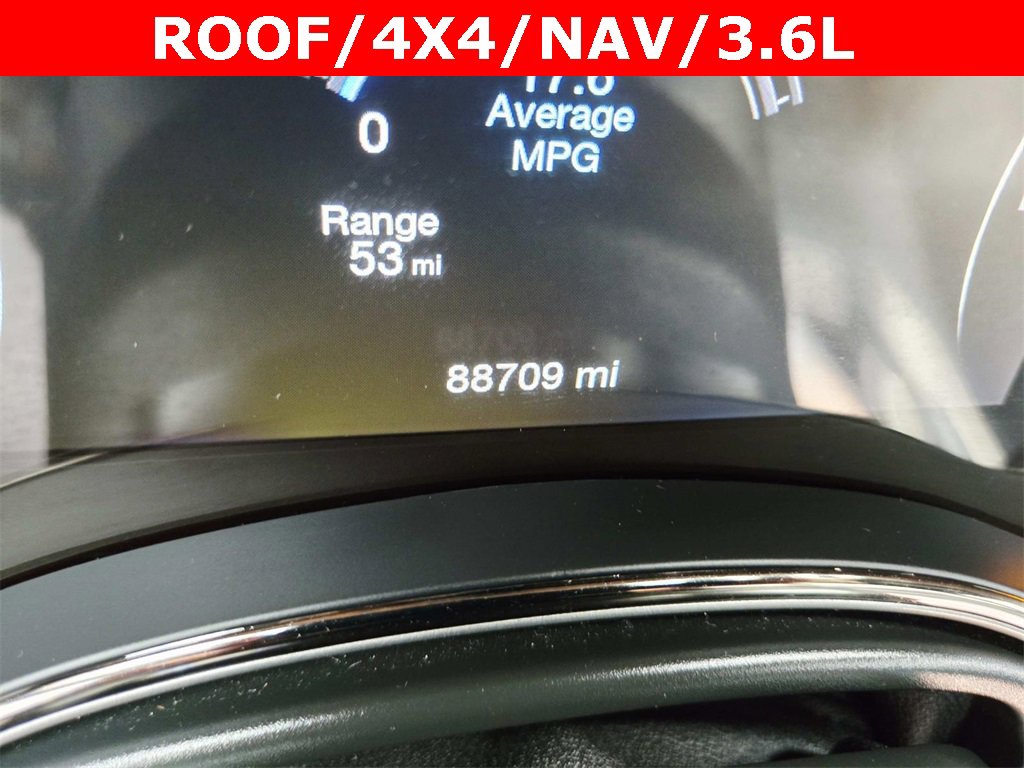 ROOF/4X4/NAV/3.6L
Average
MPG
0
Range
53 mi
88709 mi